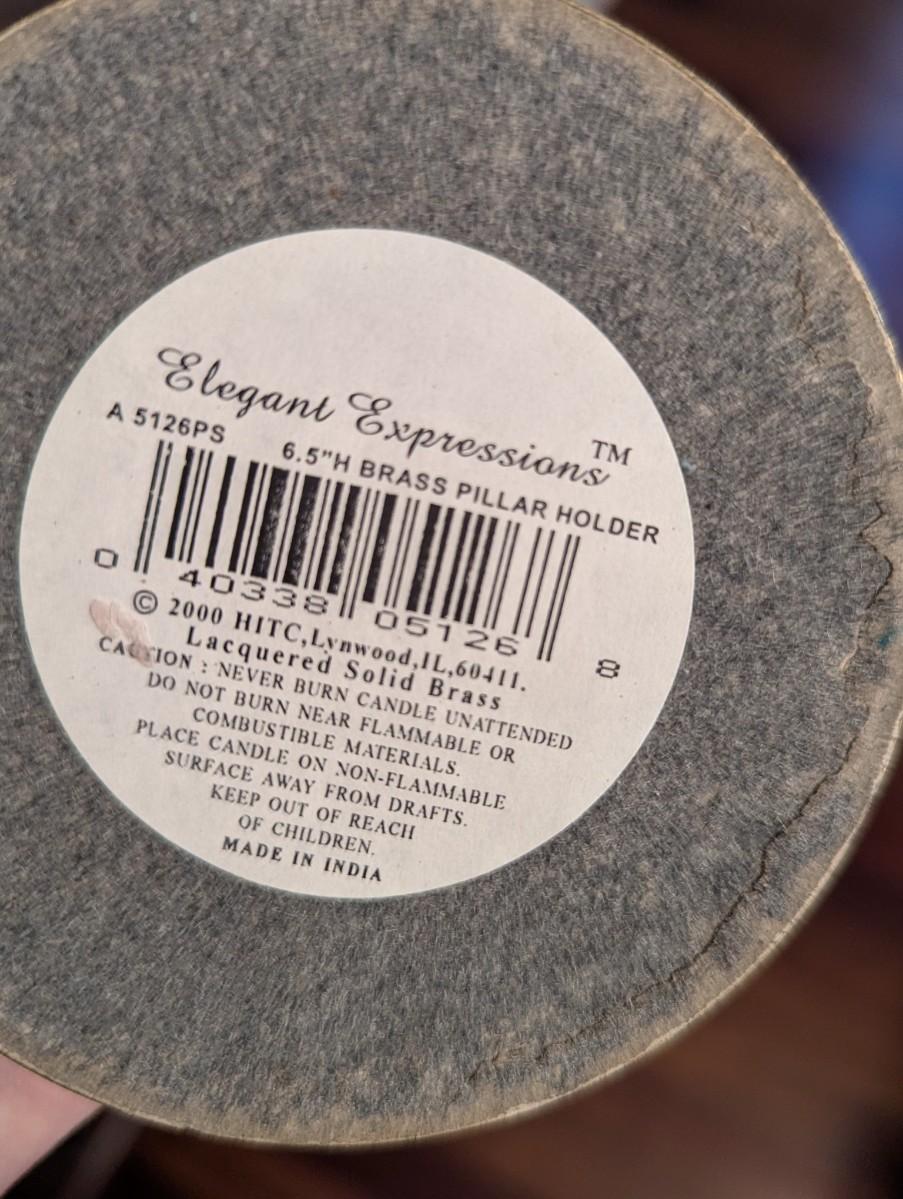 Elegant Expressions™
A 5126PS
6.5"H BRASS PILLAR HOLDER
0 40338 05126 8
© 2000 HITC,Lynwood,IL,60411.
Lacquered Solid Brass
CAUTION : NEVER BURN CANDLE UNATTENDED
DO NOT BURN NEAR FLAMMABLE OR
COMBUSTIBLE MATERIALS.
PLACE CANDLE ON NON-FLAMMABLE
SURFACE AWAY FROM DRAFTS.
KEEP OUT OF REACH
OF CHILDREN.
MADE IN INDIA